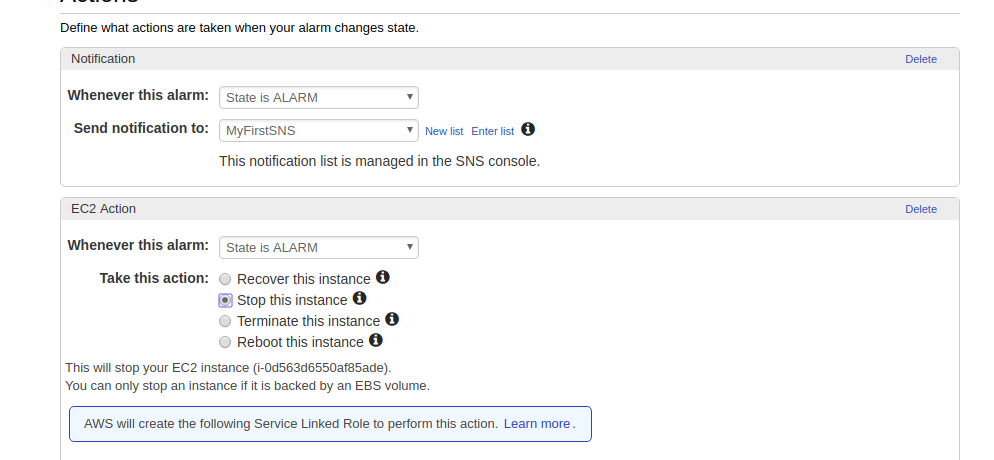 Actions
Define what actions are taken when your alarm changes state.
Notification Delete
Whenever this alarm: State is ALARM
Send notification to: MyFirstSNS New list Enter list
This notification list is managed in the SNS console.
EC2 Action Delete
Whenever this alarm: State is ALARM
Take this action: Recover this instance
Stop this instance
Terminate this instance
Reboot this instance
This will stop your EC2 instance (i-0d563d6550af85ade).
You can only stop an instance if it is backed by an EBS volume.
AWS will create the following Service Linked Role to perform this action. Learn more .